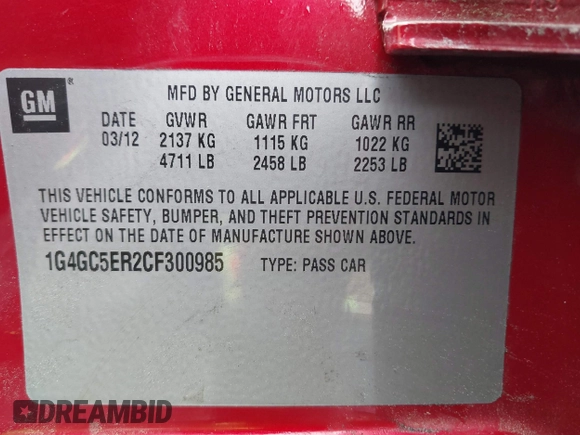 GM ®
MFD BY GENERAL MOTORS LLC
DATE GVWR GAWR FRT GAWR RR
03/12 2137 KG 1115 KG 1022 KG
4711 LB 2458 LB 2253 LB
THIS VEHICLE CONFORMS TO ALL APPLICABLE U.S. FEDERAL MOTOR
VEHICLE SAFETY, BUMPER, AND THEFT PREVENTION STANDARDS IN
EFFECT ON THE DATE OF MANUFACTURE SHOWN ABOVE.
1G4GC5ER2CF300985 TYPE: PASS CAR
DREAMBID